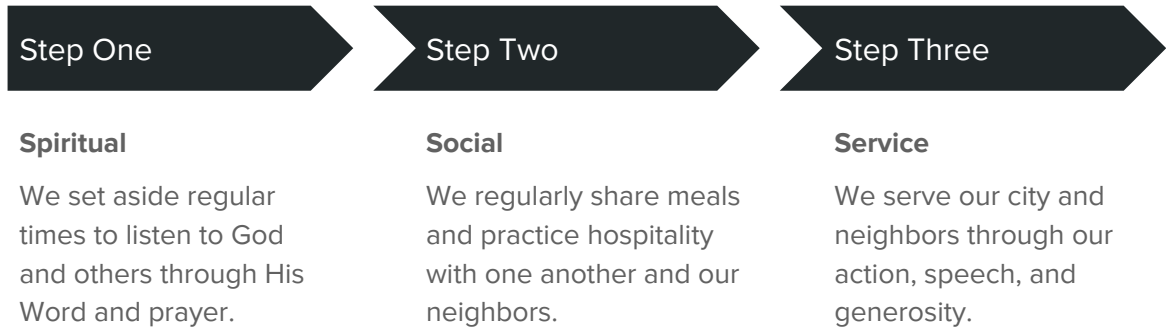 Step One
Spiritual
We set aside regular
times to listen to God
and others through His
Word and prayer.
Step Two
Social
We regularly share meals
and practice hospitality
with one another and our
neighbors.
Step Three
Service
We serve our city and
neighbors through our
action, speech, and
generosity.